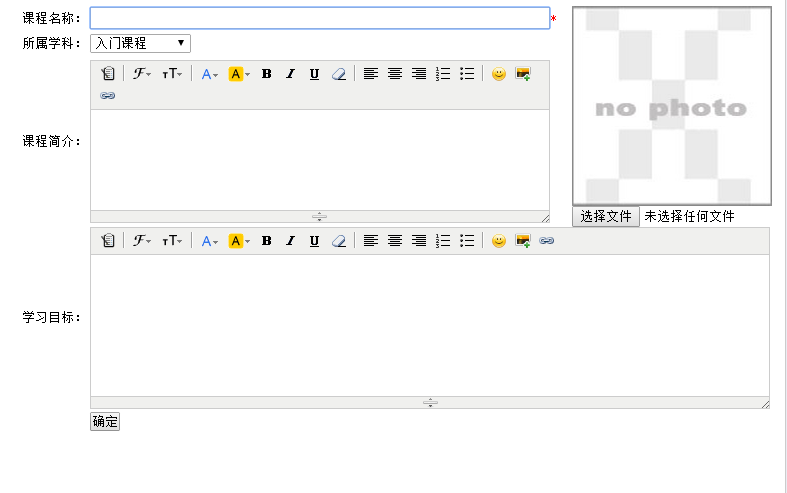 课程名称： *
所属学科： 入门课程
no photo
课程简介：
选择文件 未选择任何文件
学习目标：
确定